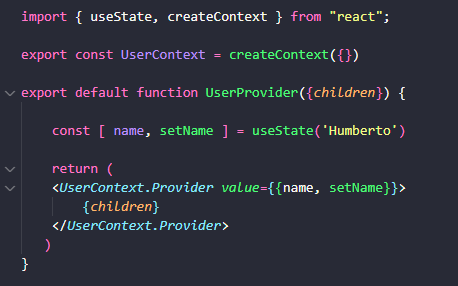 import { useState, createContext } from "react";
export const UserContext = createContext({})
export default function UserProvider({children}) {
const [ name, setName ] = useState('Humberto')
return (
<UserContext.Provider value={{name, setName}}>
{children}
</UserContext.Provider>
)
}